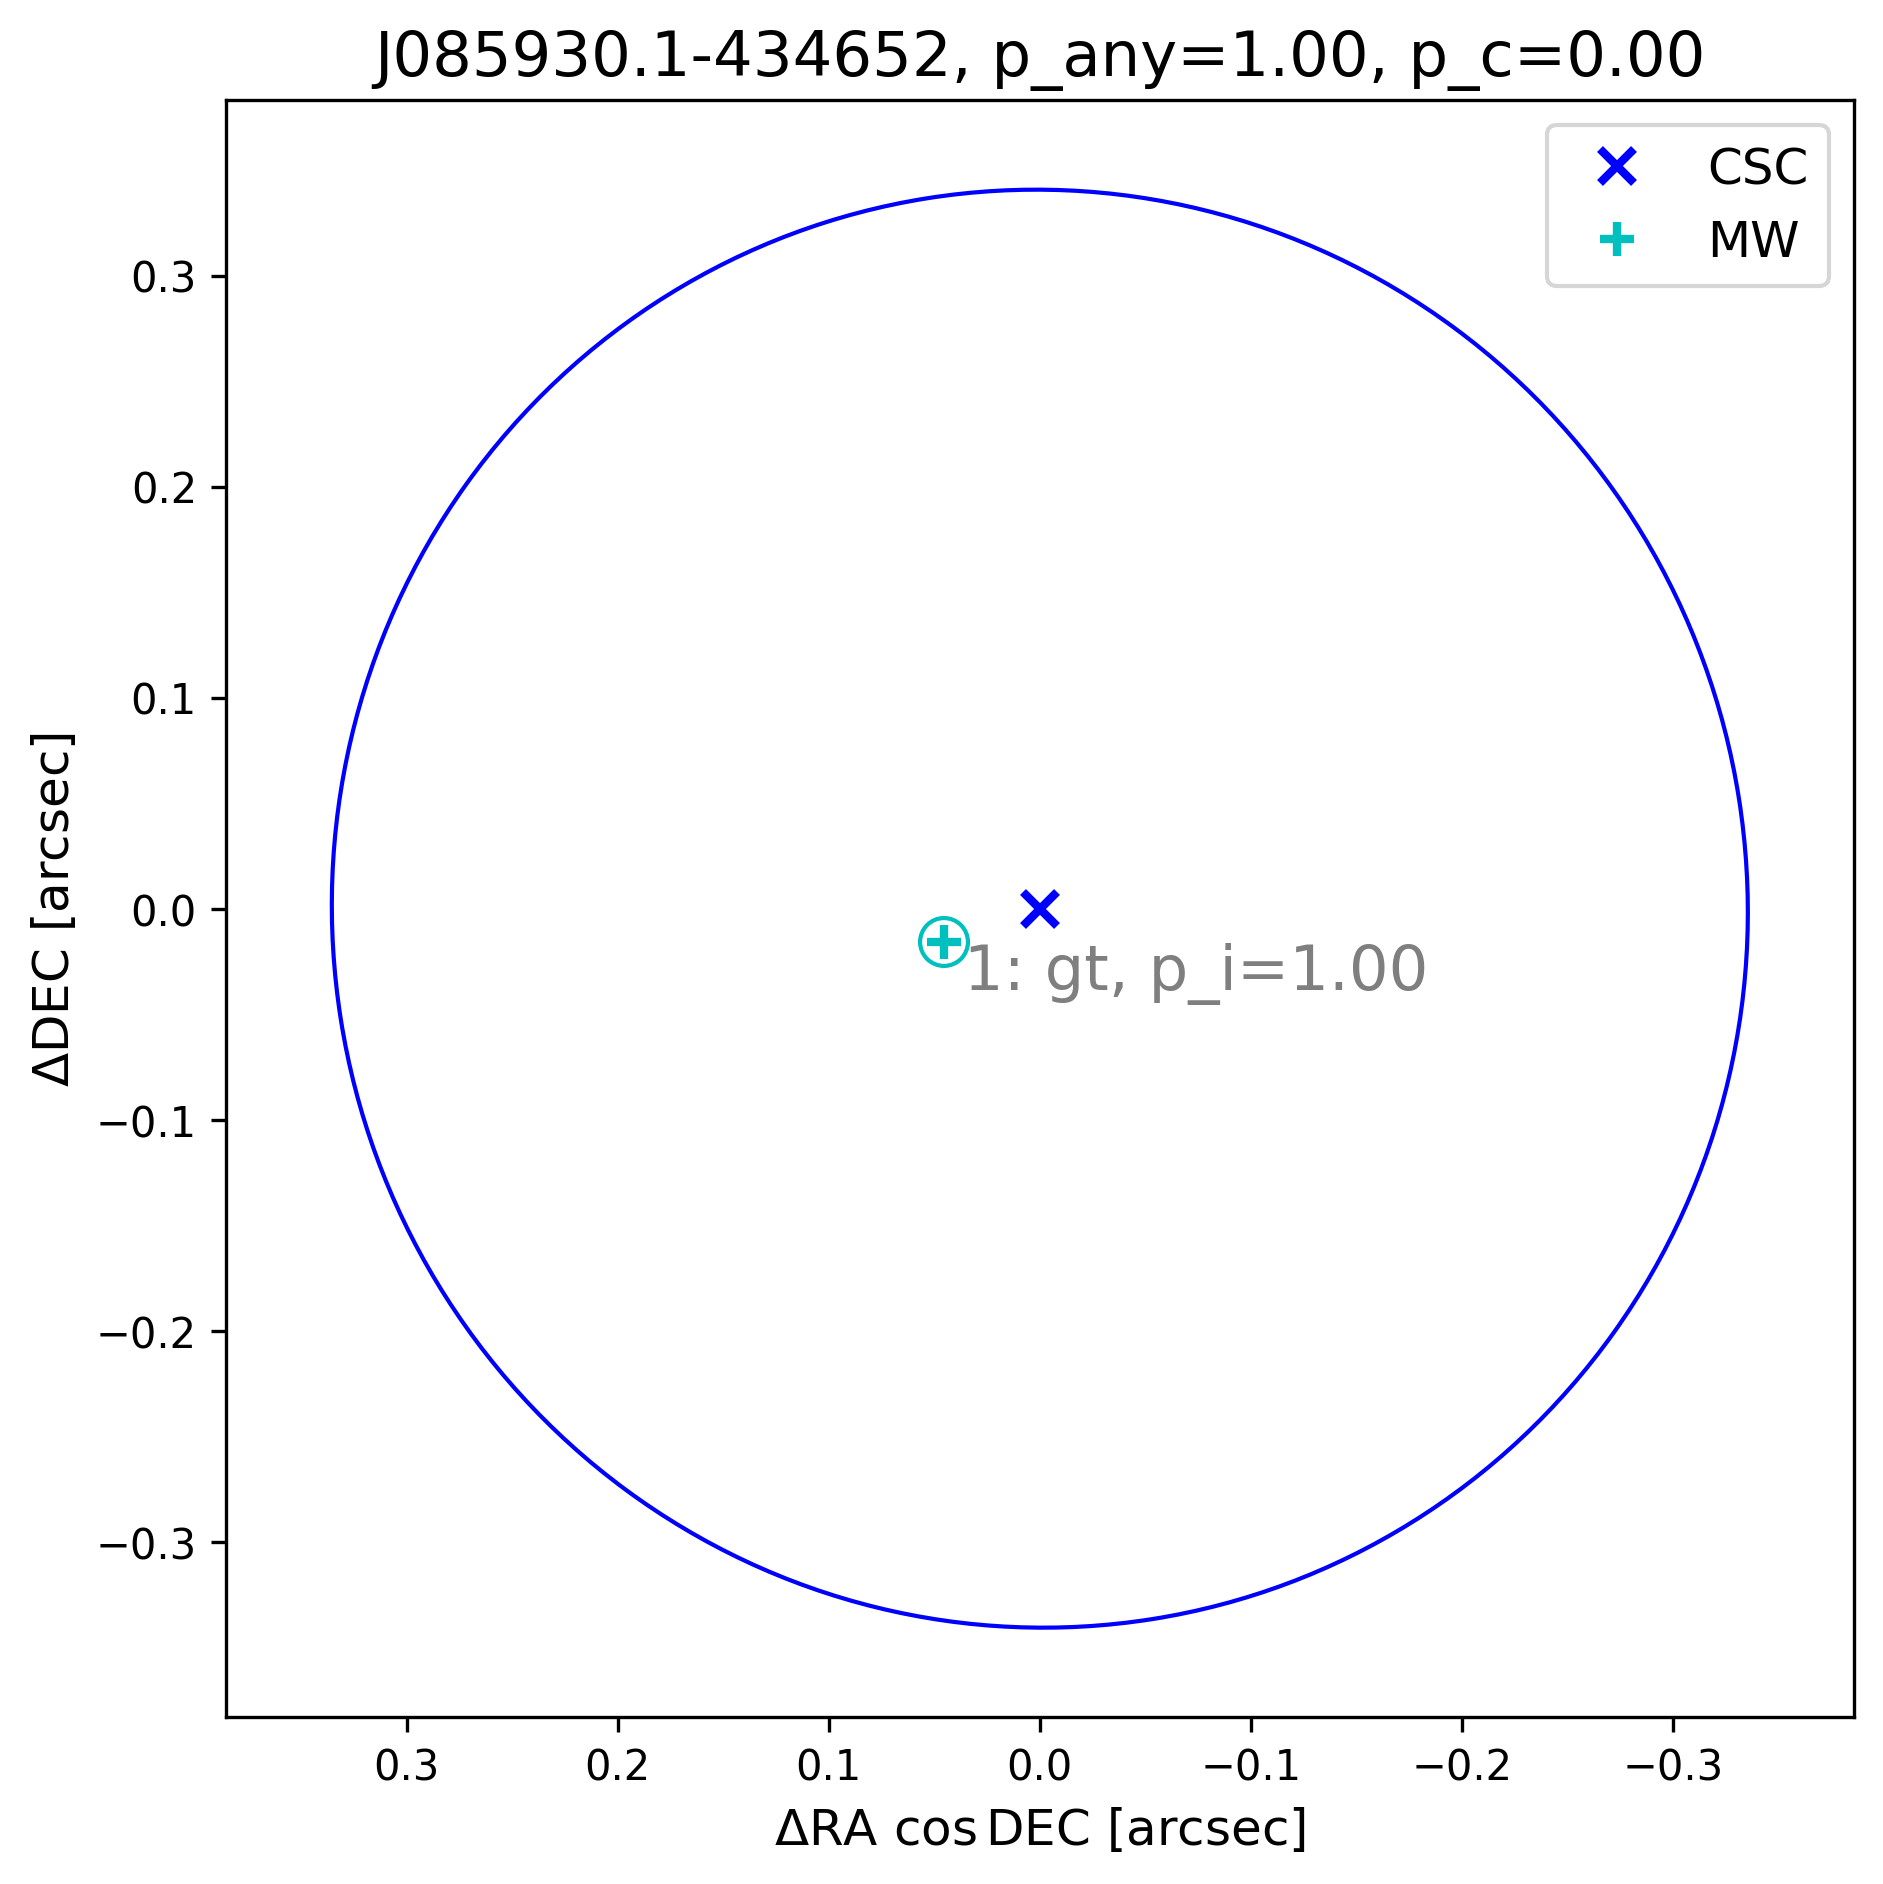 J085930.1-434652, p_any=1.00, p_c=0.00
CSC
MW
0.3
0.2
0.1
0.0
−0.1
−0.2
−0.3
ΔDEC [arcsec]
1: gt, p_i=1.00
0.3 0.2 0.1 0.0 −0.1 −0.2 −0.3
ΔRA cos DEC [arcsec]